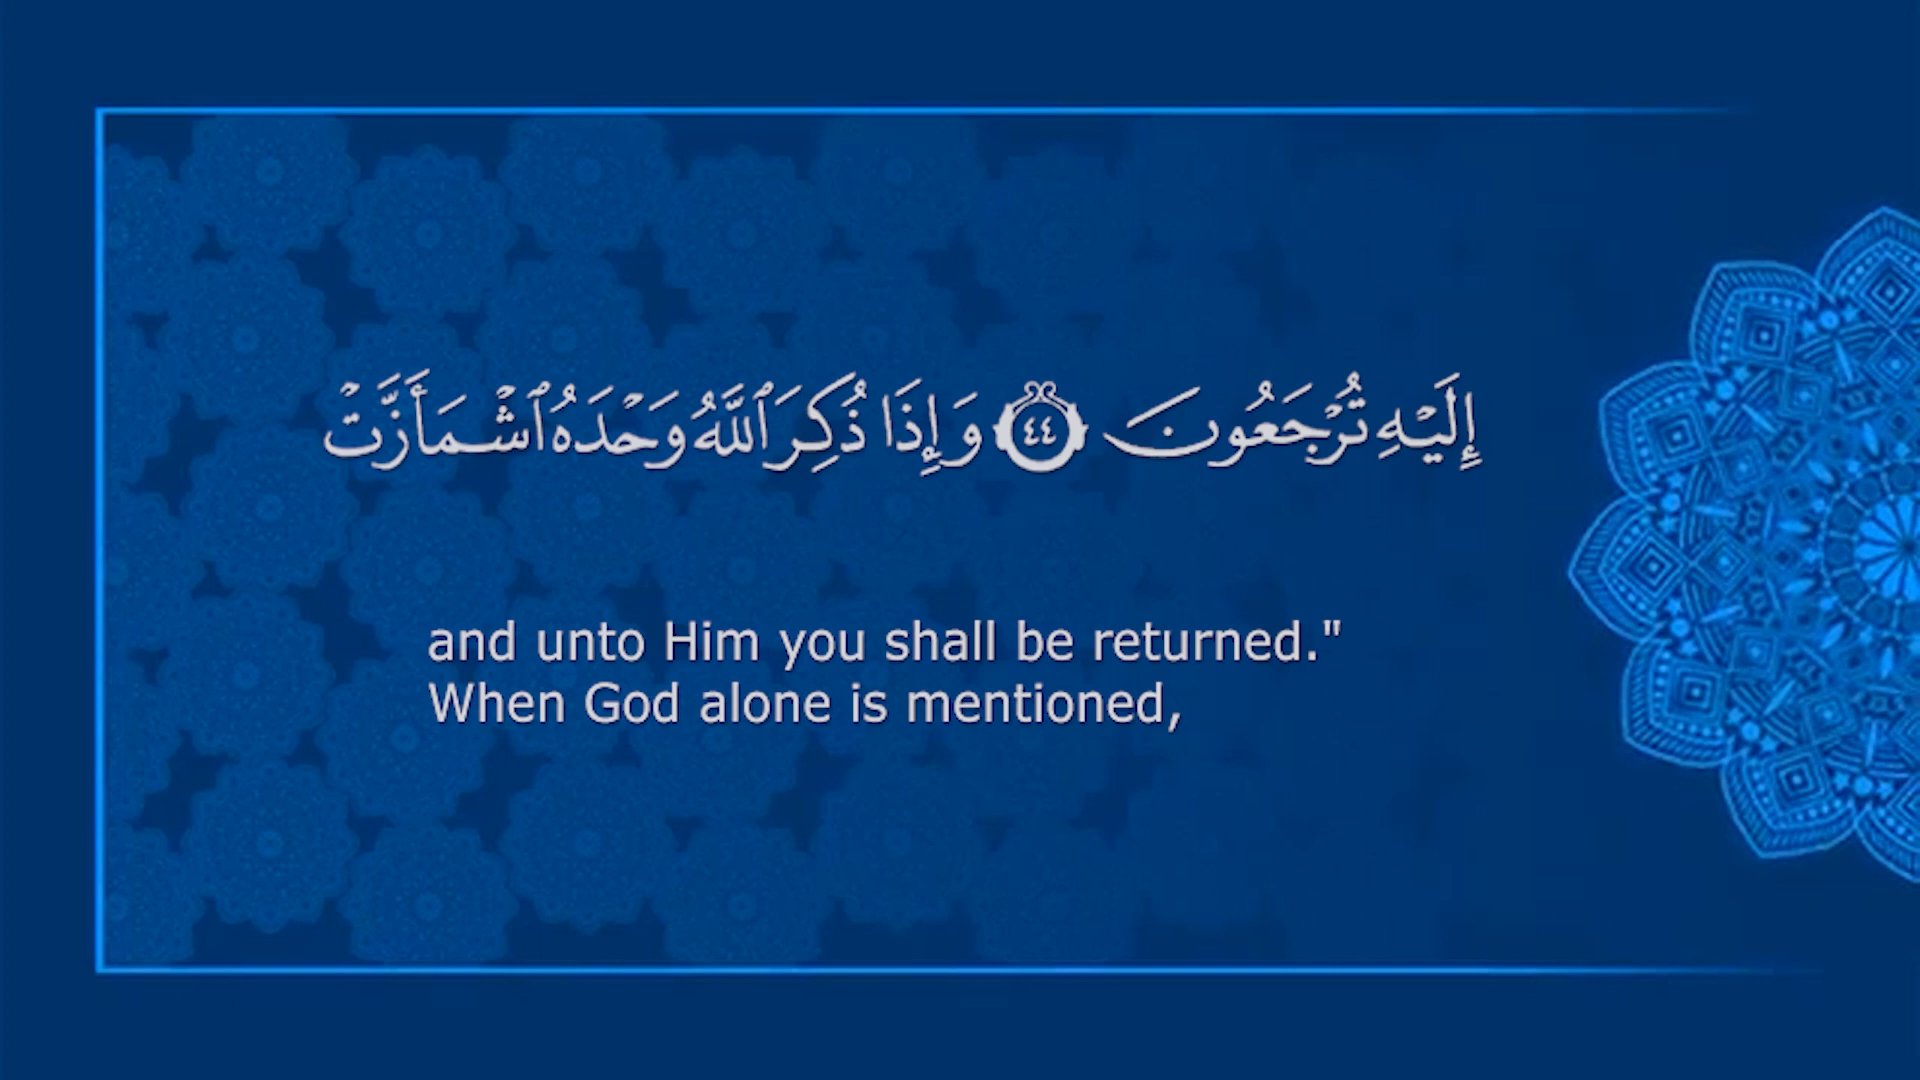 إِلَيْهِ تُرْجَعُونَ ٤٤ وَإِذَا ذُكِرَ ٱللَّهُ وَحْدَهُ ٱشْمَأَزَّتْ
and unto Him you shall be returned."
When God alone is mentioned,